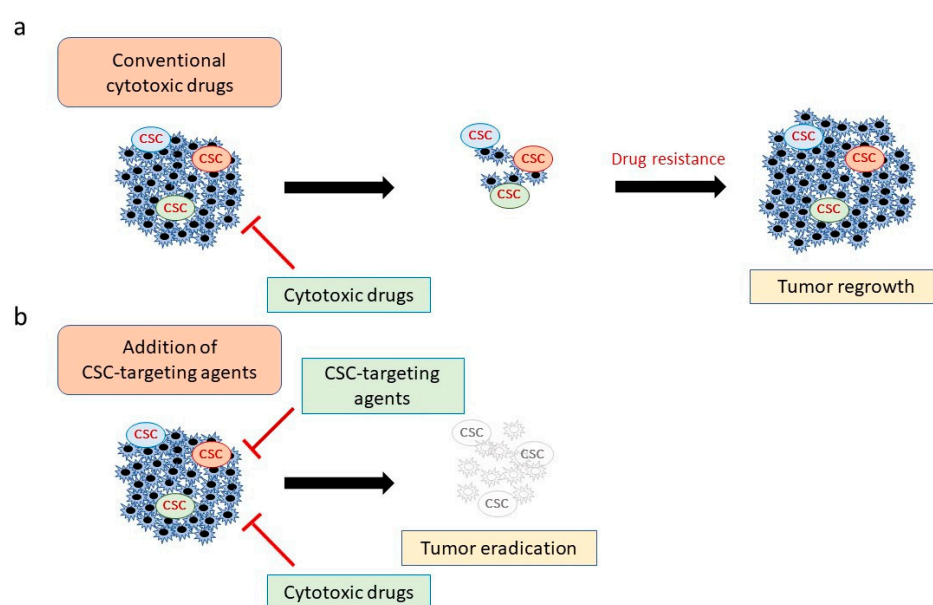 a
Conventional
cytotoxic drugs
CSC
CSC
CSC
CSC
CSC
CSC
Drug resistance
CSC
CSC
CSC
Cytotoxic drugs
Tumor regrowth
b
Addition of
CSC-targeting agents
CSC-targeting
agents
CSC
CSC
CSC
CSC
CSC
CSC
Tumor eradication
Cytotoxic drugs